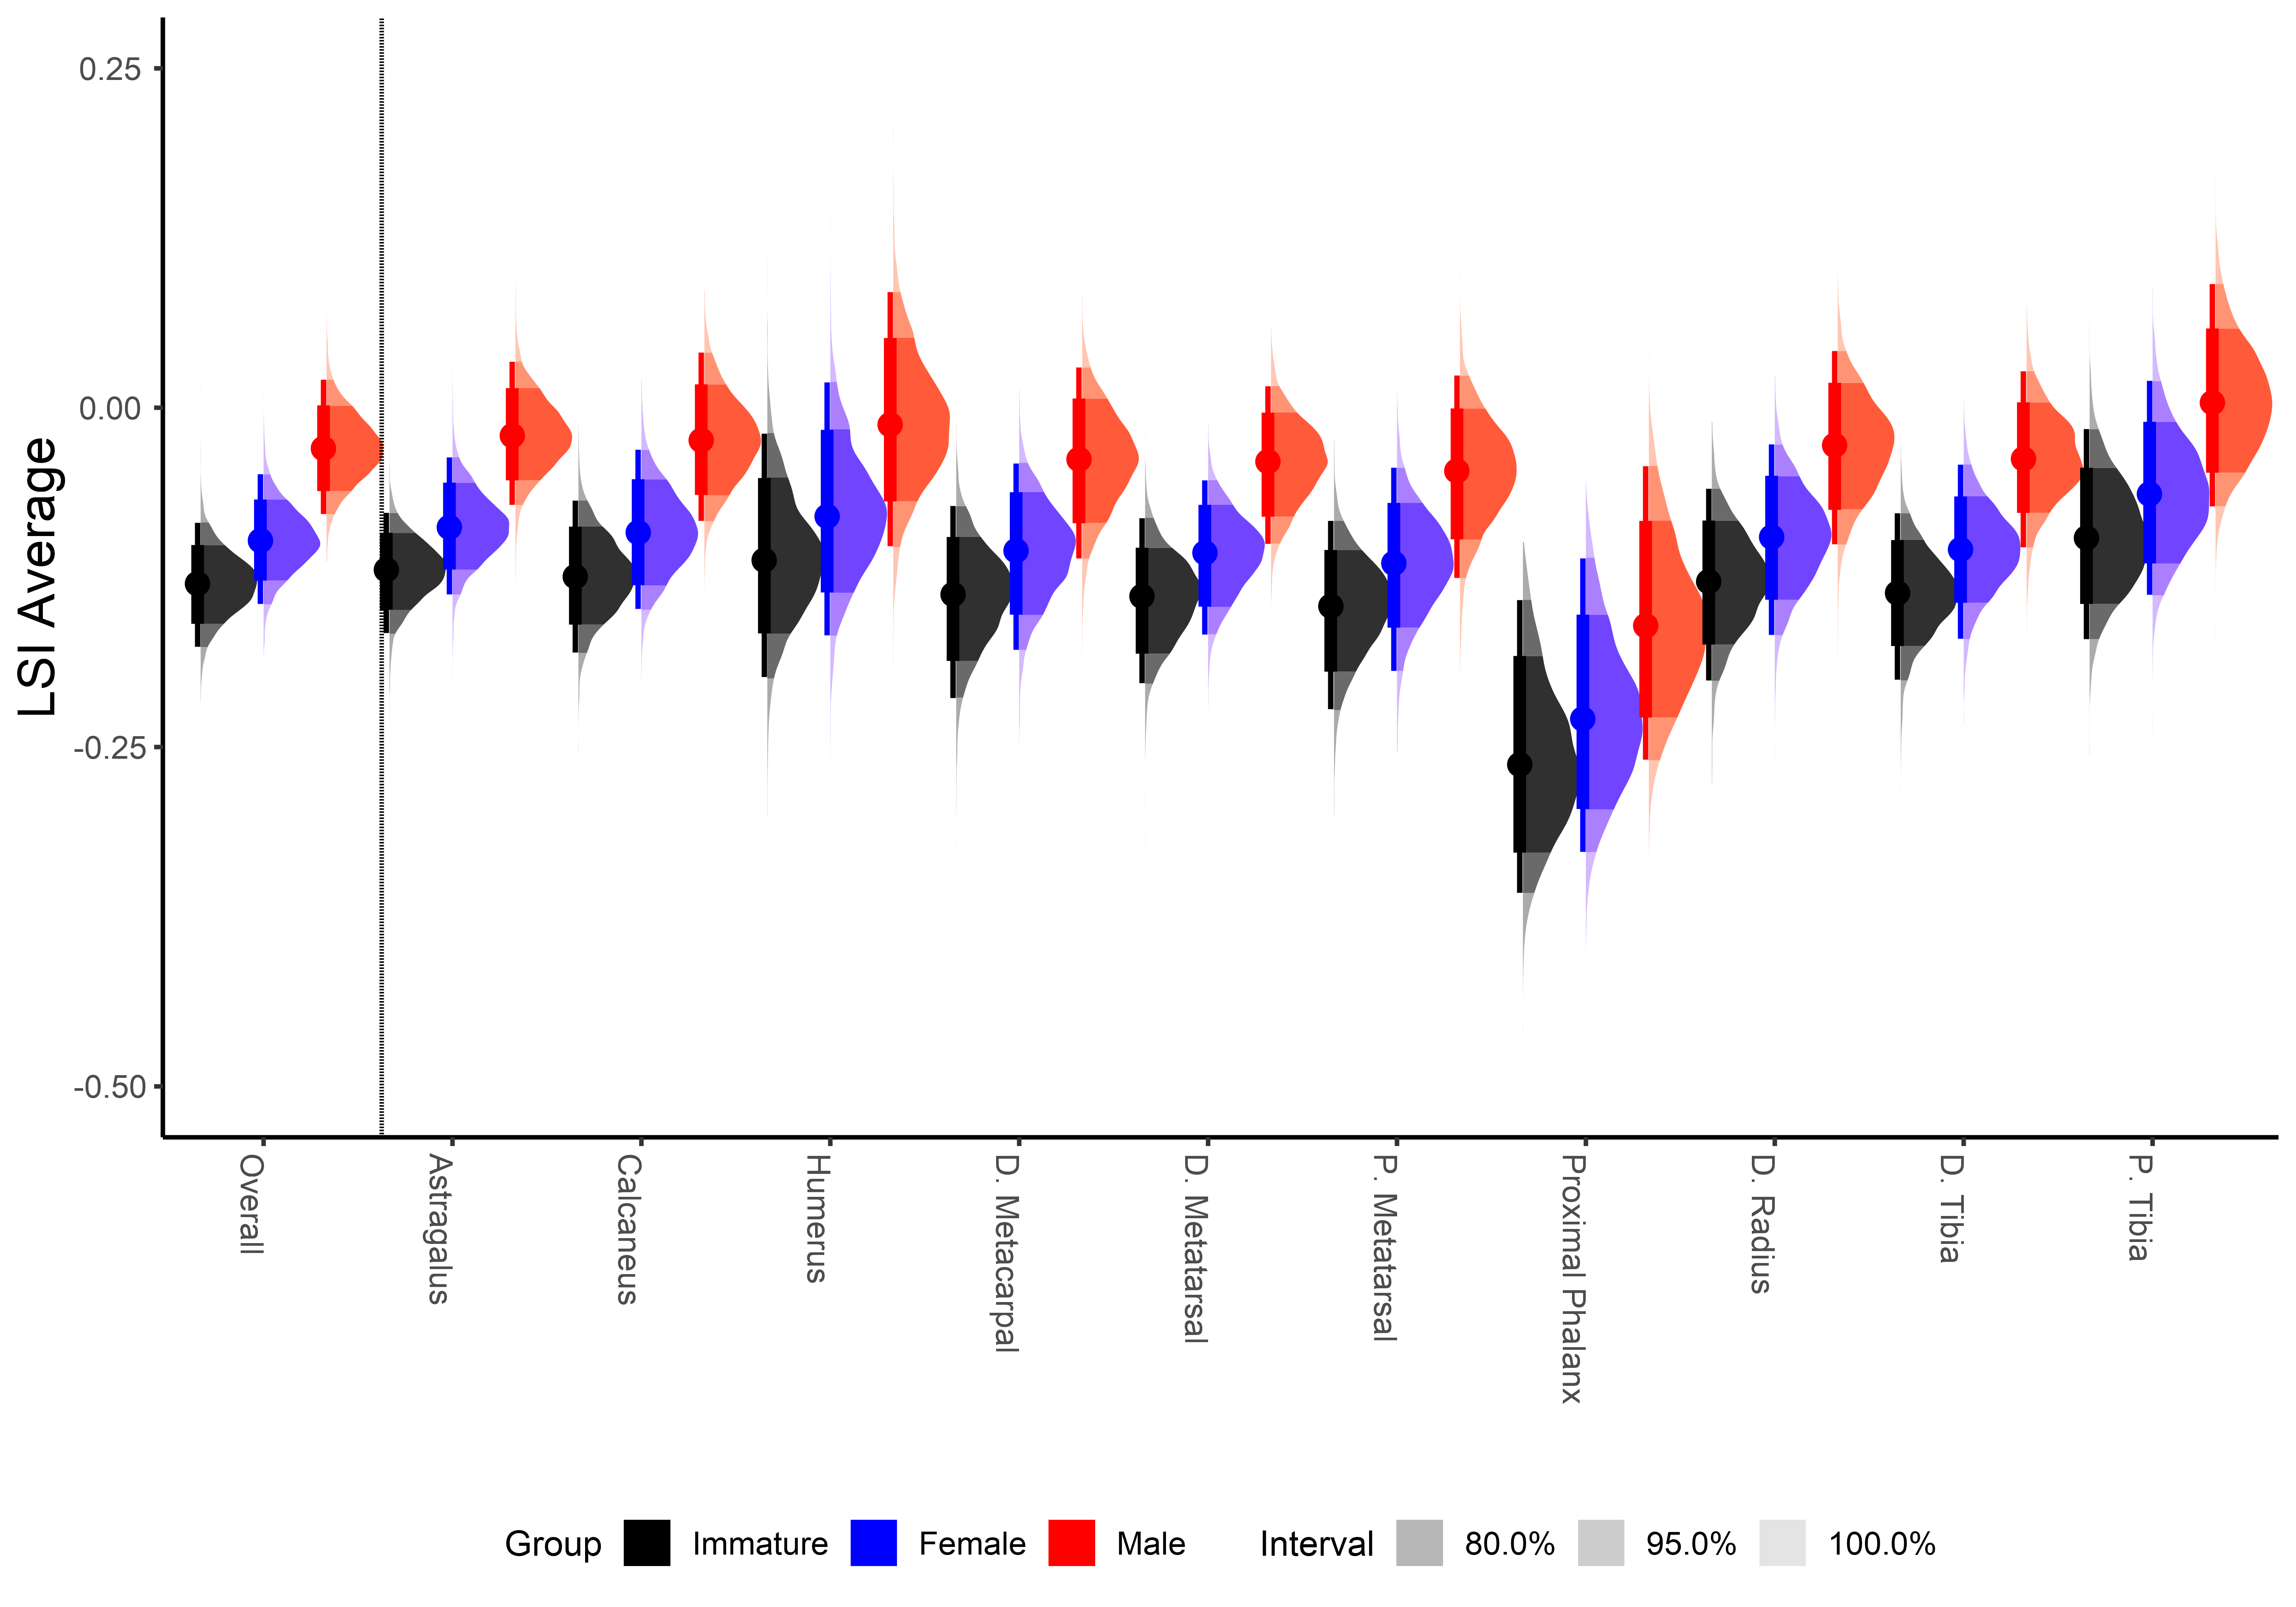 LSI Average
0.25
0.00
-0.25
-0.50
Overall
Astragalus
Calcaneus
Humerus
D. Metacarpal
D. Metatarsal
P. Metatarsal
Proximal Phalanx
D. Radius
D. Tibia
P. Tibia
Group Immature Female Male Interval 80.0% 95.0% 100.0%